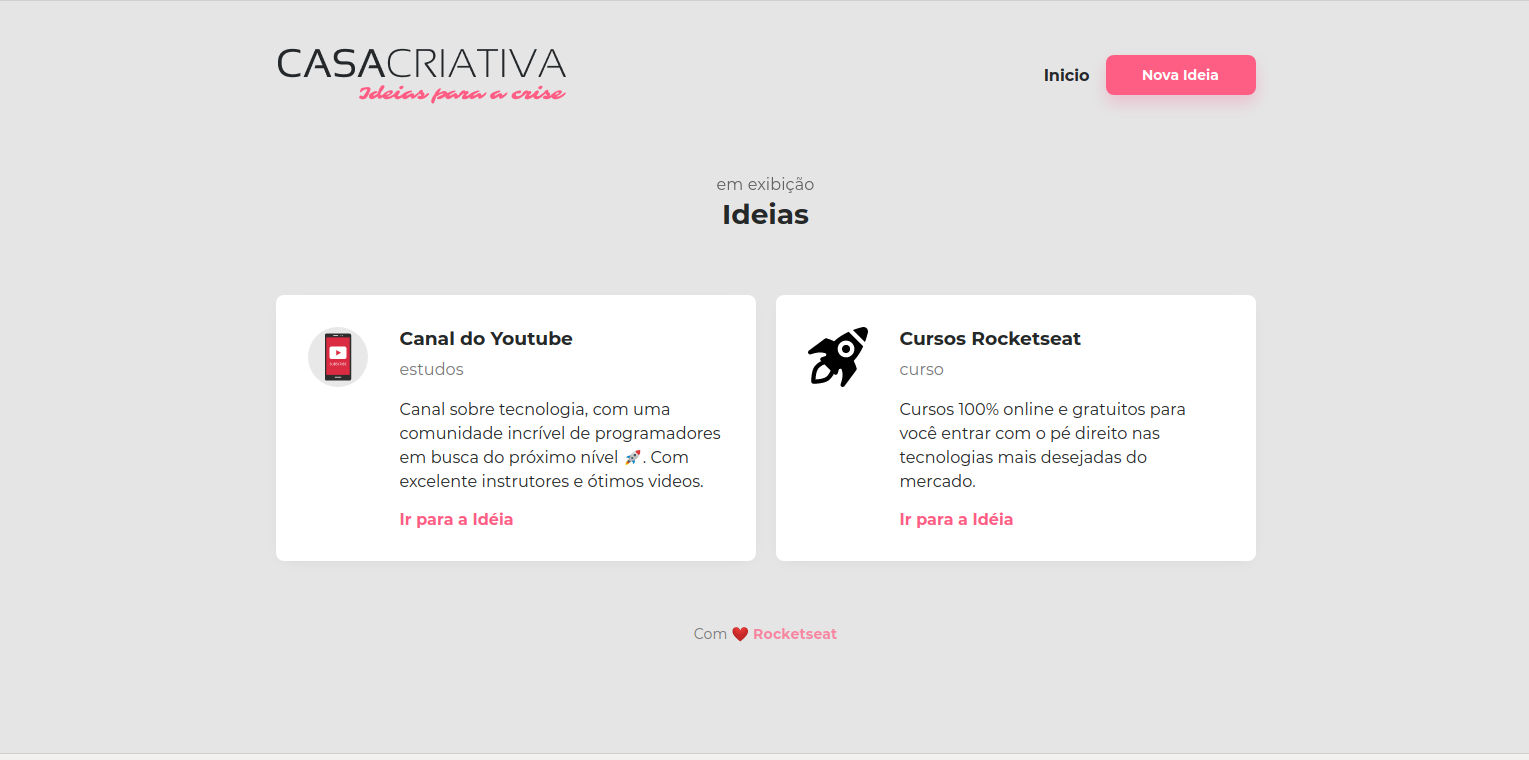 CASACRIATIVA
Ideias para a crise
Inicio
Nova Ideia
em exibição
Ideias
Canal do Youtube
estudos
Canal sobre tecnologia, com uma
comunidade incrível de programadores
em busca do próximo nível 🚀. Com
excelente instrutores e ótimos videos.
Ir para a Idéia
Cursos Rocketseat
curso
Cursos 100% online e gratuitos para
você entrar com o pé direito nas
tecnologias mais desejadas do
mercado.
Ir para a Idéia
Com ❤️ Rocketseat